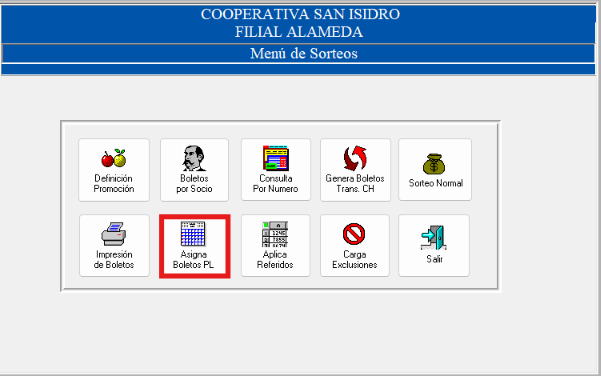 COOPERATIVA SAN ISIDRO
FILIAL ALAMEDA
Menú de Sorteos
Definición
Promoción
Boletos
por Socio
Consulta
Por Numero
Genera Boletos
Trans. CH
Sorteo Normal
Impresión
de Boletos
Asigna
Boletos PL
Aplica
Referidos
Carga
Exclusiones
Salir